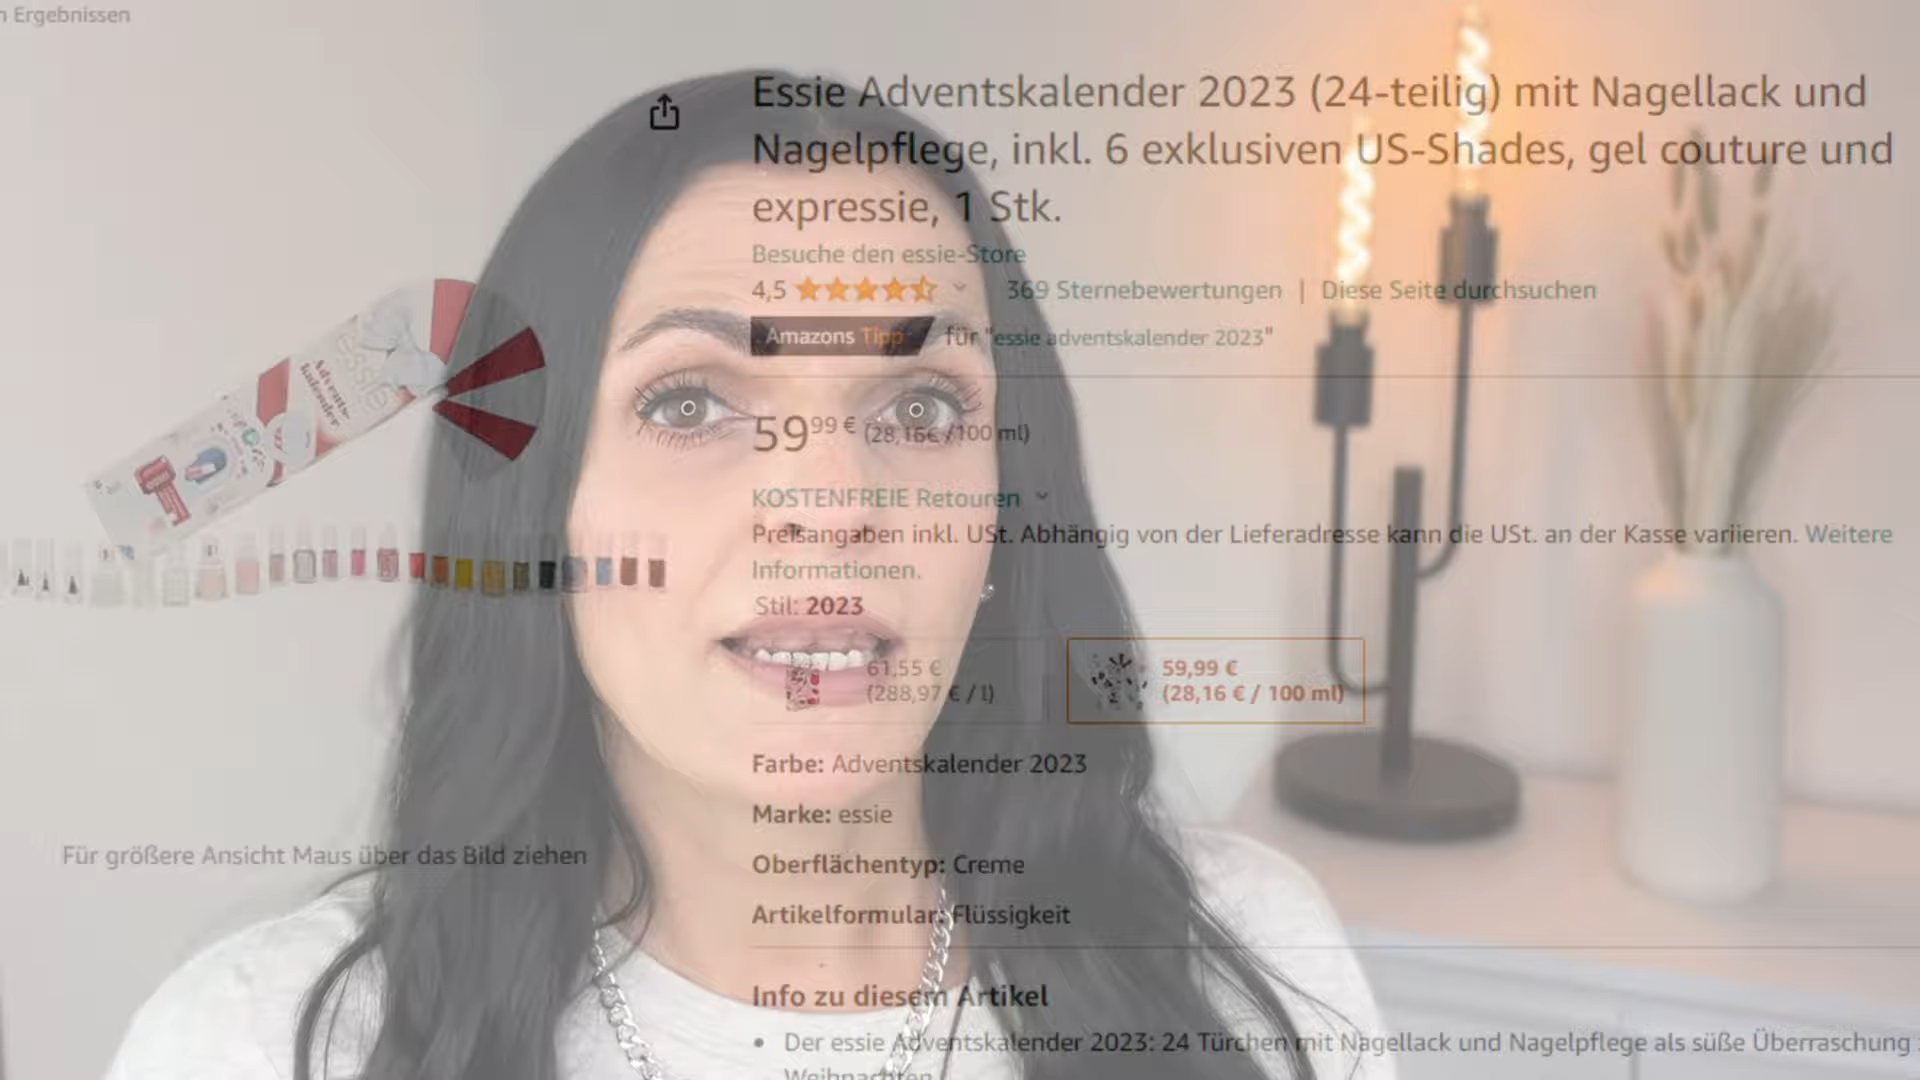 n Ergebnissen
Essie Adventskalender 2023 (24-teilig) mit Nagellack und
Nagelpflege, inkl. 6 exklusiven US-Shades, gel couture und
expressie, 1 Stk.
Besuche den essie-Store
4,5
369 Sternebewertungen | Diese Seite durchsuchen
Amazons Tipp für "essie adventskalender 2023"
essie
Advents-
kalender
59⁹⁹ € (28,16€ /100 ml)
KOSTENFREIE Retouren
Preisangaben inkl. USt. Abhängig von der Lieferadresse kann die USt. an der Kasse variieren. Weitere
Informationen.
Stil: 2023
61,55 €
(288,97 € / l)
59,99 €
(28,16 € / 100 ml)
Farbe: Adventskalender 2023
Marke: essie
Für größere Ansicht Maus über das Bild ziehen
Oberflächentyp: Creme
Artikelformular: Flüssigkeit
Info zu diesem Artikel
• Der essie Adventskalender 2023: 24 Türchen mit Nagellack und Nagelpflege als süße Überraschung
Weihnachten